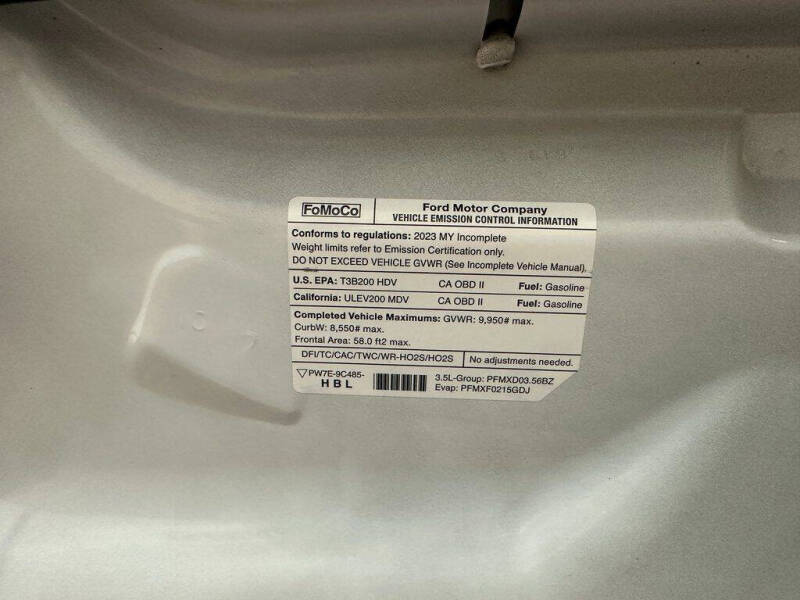 FoMoCo
Ford Motor Company
VEHICLE EMISSION CONTROL INFORMATION
Conforms to regulations: 2023 MY Incomplete
Weight limits refer to Emission Certification only.
DO NOT EXCEED VEHICLE GVWR (See Incomplete Vehicle Manual).
U.S. EPA: T3B200 HDV CA OBD II Fuel: Gasoline
California: ULEV200 MDV CA OBD II Fuel: Gasoline
Completed Vehicle Maximums: GVWR: 9,950# max.
CurbW: 8,550# max.
Frontal Area: 58.0 ft2 max.
DFI/TC/CAC/TWC/WR-HO2S/HO2S No adjustments needed.
PW7E-9C485-
HBL
3.5L-Group: PFMXD03.56BZ
Evap: PFMXF0215GDJ